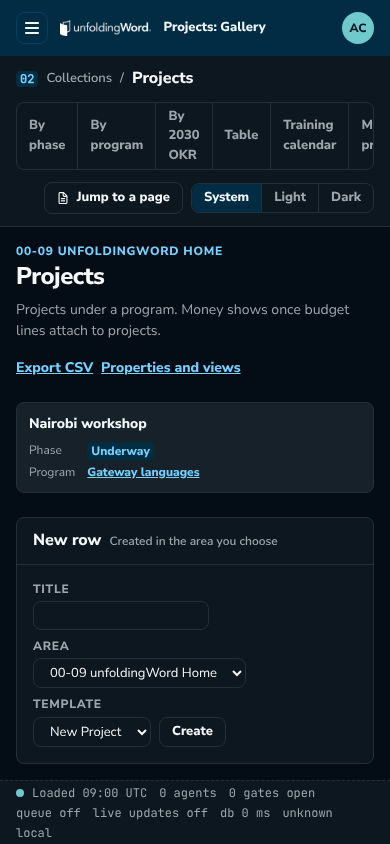 unfoldingWord.
Projects: Gallery
AC
02 Collections / Projects
By phase
By program
By 2030 OKR
Table
Training calendar
Jump to a page
System
Light
Dark
00-09 UNFOLDINGWORD HOME
Projects
Projects under a program. Money shows once budget
lines attach to projects.
Export CSV Properties and views
Nairobi workshop
Phase Underway
Program Gateway languages
New row Created in the area you choose
TITLE
AREA
00-09 unfoldingWord Home
TEMPLATE
New Project
Create
Loaded 09:00 UTC 0 agents 0 gates open
queue off live updates off db 0 ms unknown
local